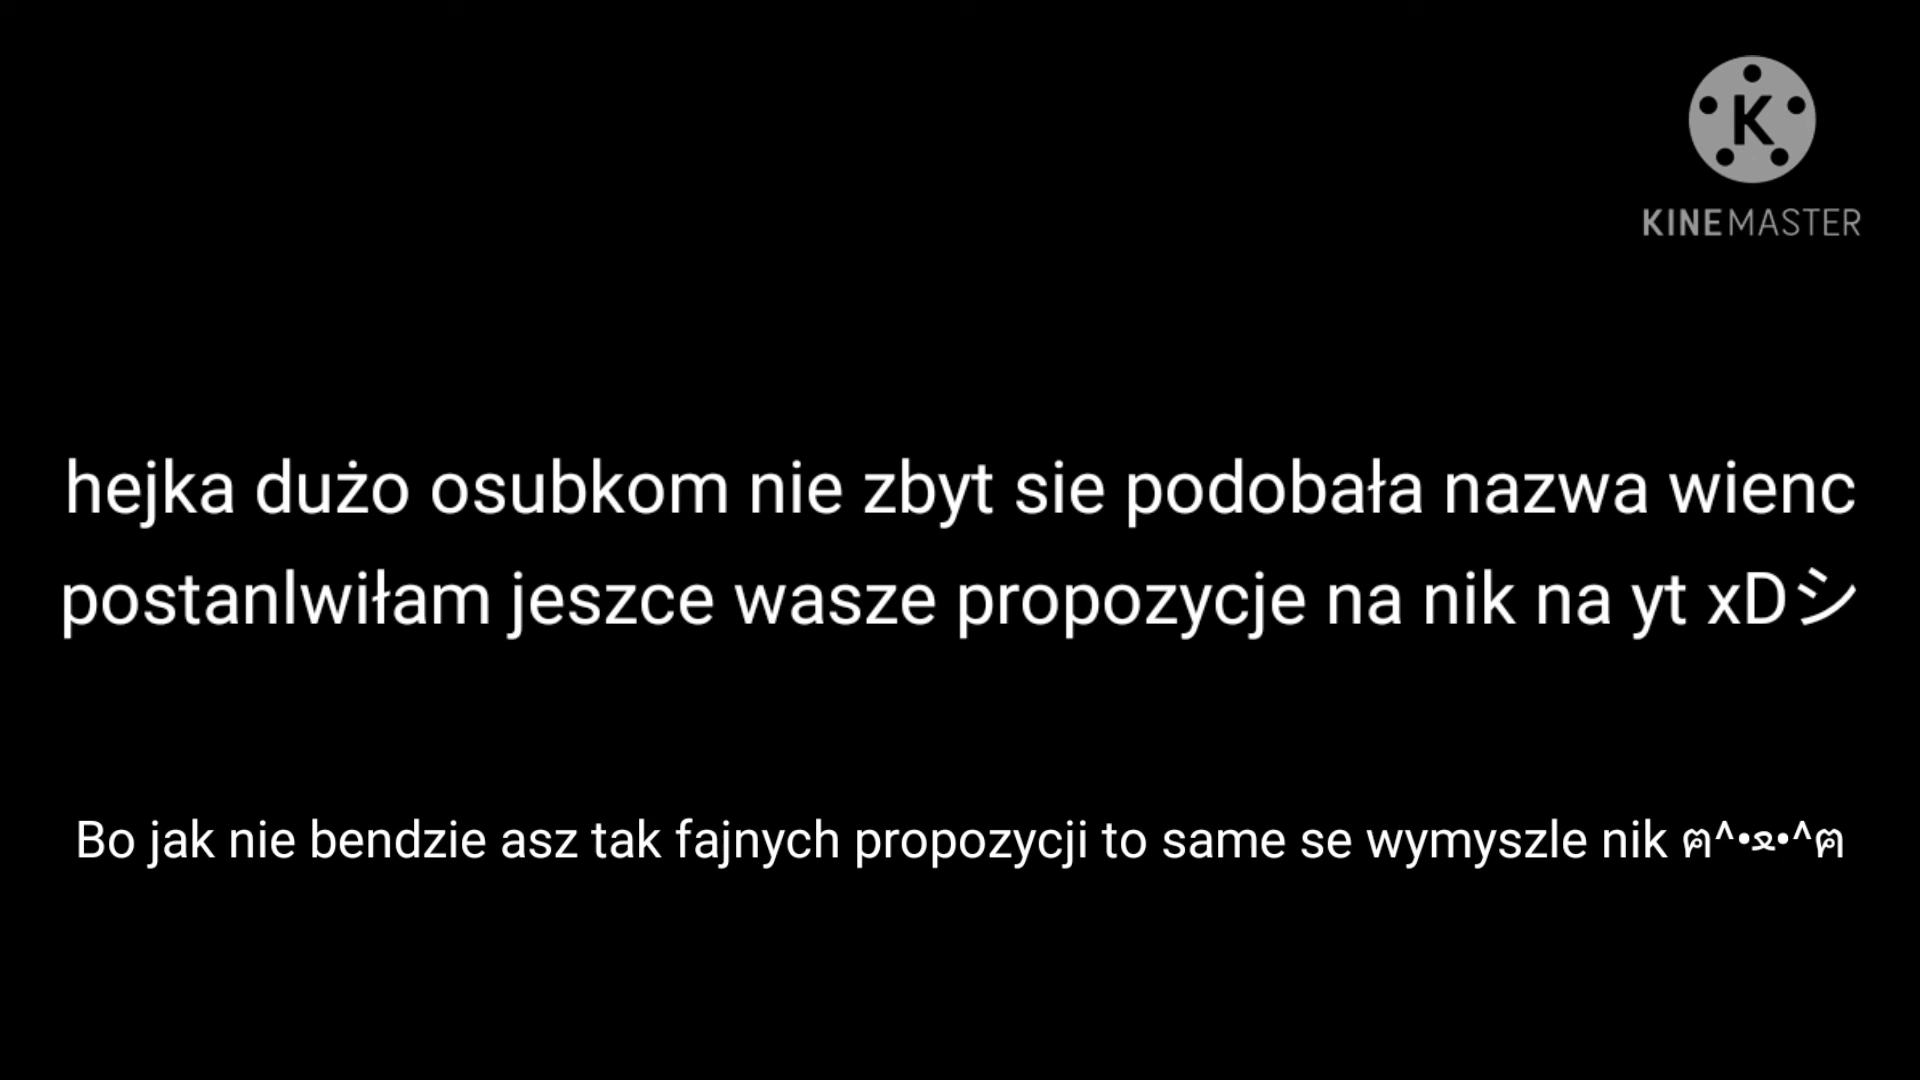 K
KINEMASTER
hejka dużo osubkom nie zbyt sie podobała nazwa wienc
postanlwiłam jeszce wasze propozycje na nik na yt xDシ
Bo jak nie bendzie asz tak fajnych propozycji to same se wymyszle nik ฅ^•ﻌ•^ฅ